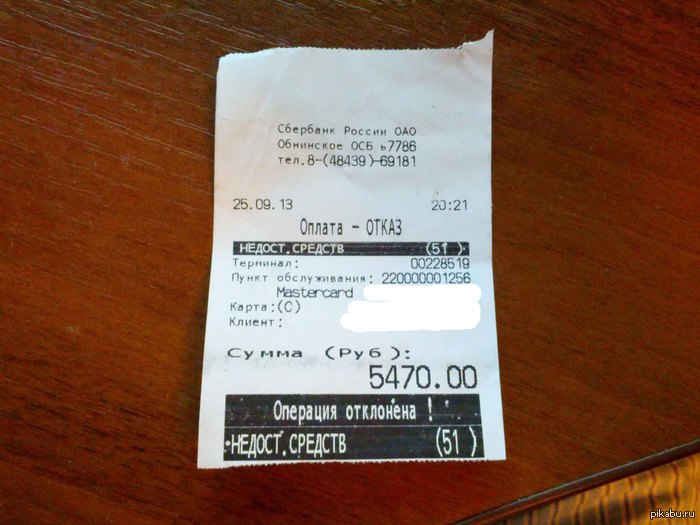 Сбербанк России ОАО
Обнинское ОСБ ь7786
тел.8-(48439)-69181
25.09.13 20:21
Оплата - ОТКАЗ
НЕДОСТ.СРЕДСТВ (51 )
Терминал: 00228519
Пункт обслуживания: 220000001256
Mastercard
Карта:(C)
Клиент:
Сумма (Руб):
5470.00
Операция отклонена !
НЕДОСТ.СРЕДСТВ (51 )
pikabu.ru